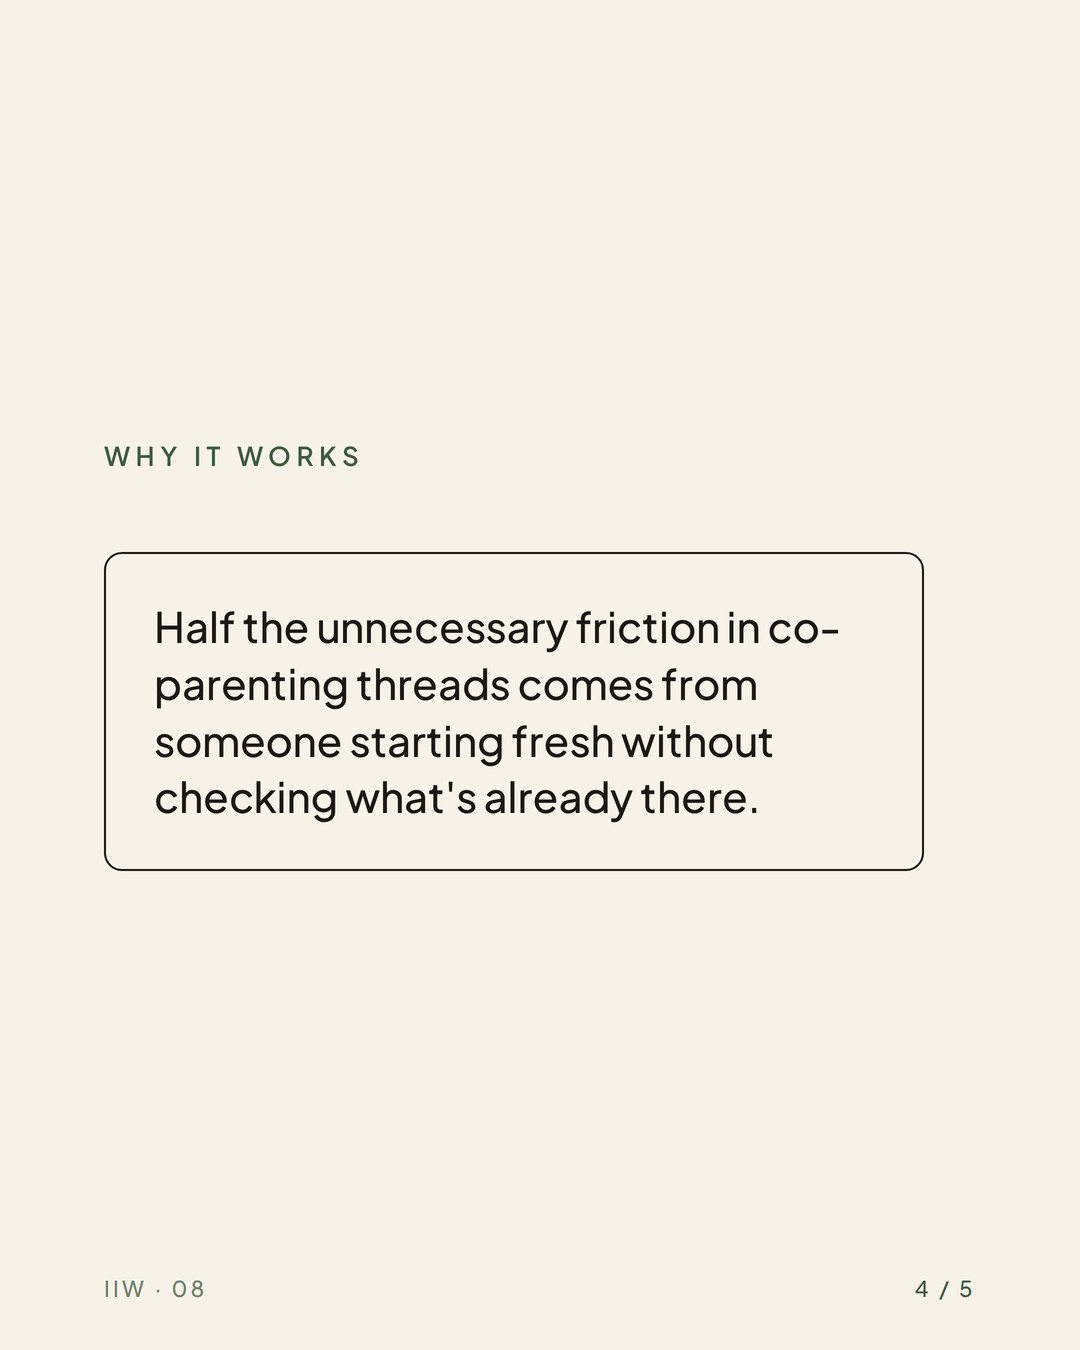 WHY IT WORKS
Half the unnecessary friction in co-
parenting threads comes from
someone starting fresh without
checking what's already there.
IIW · 08
4 / 5